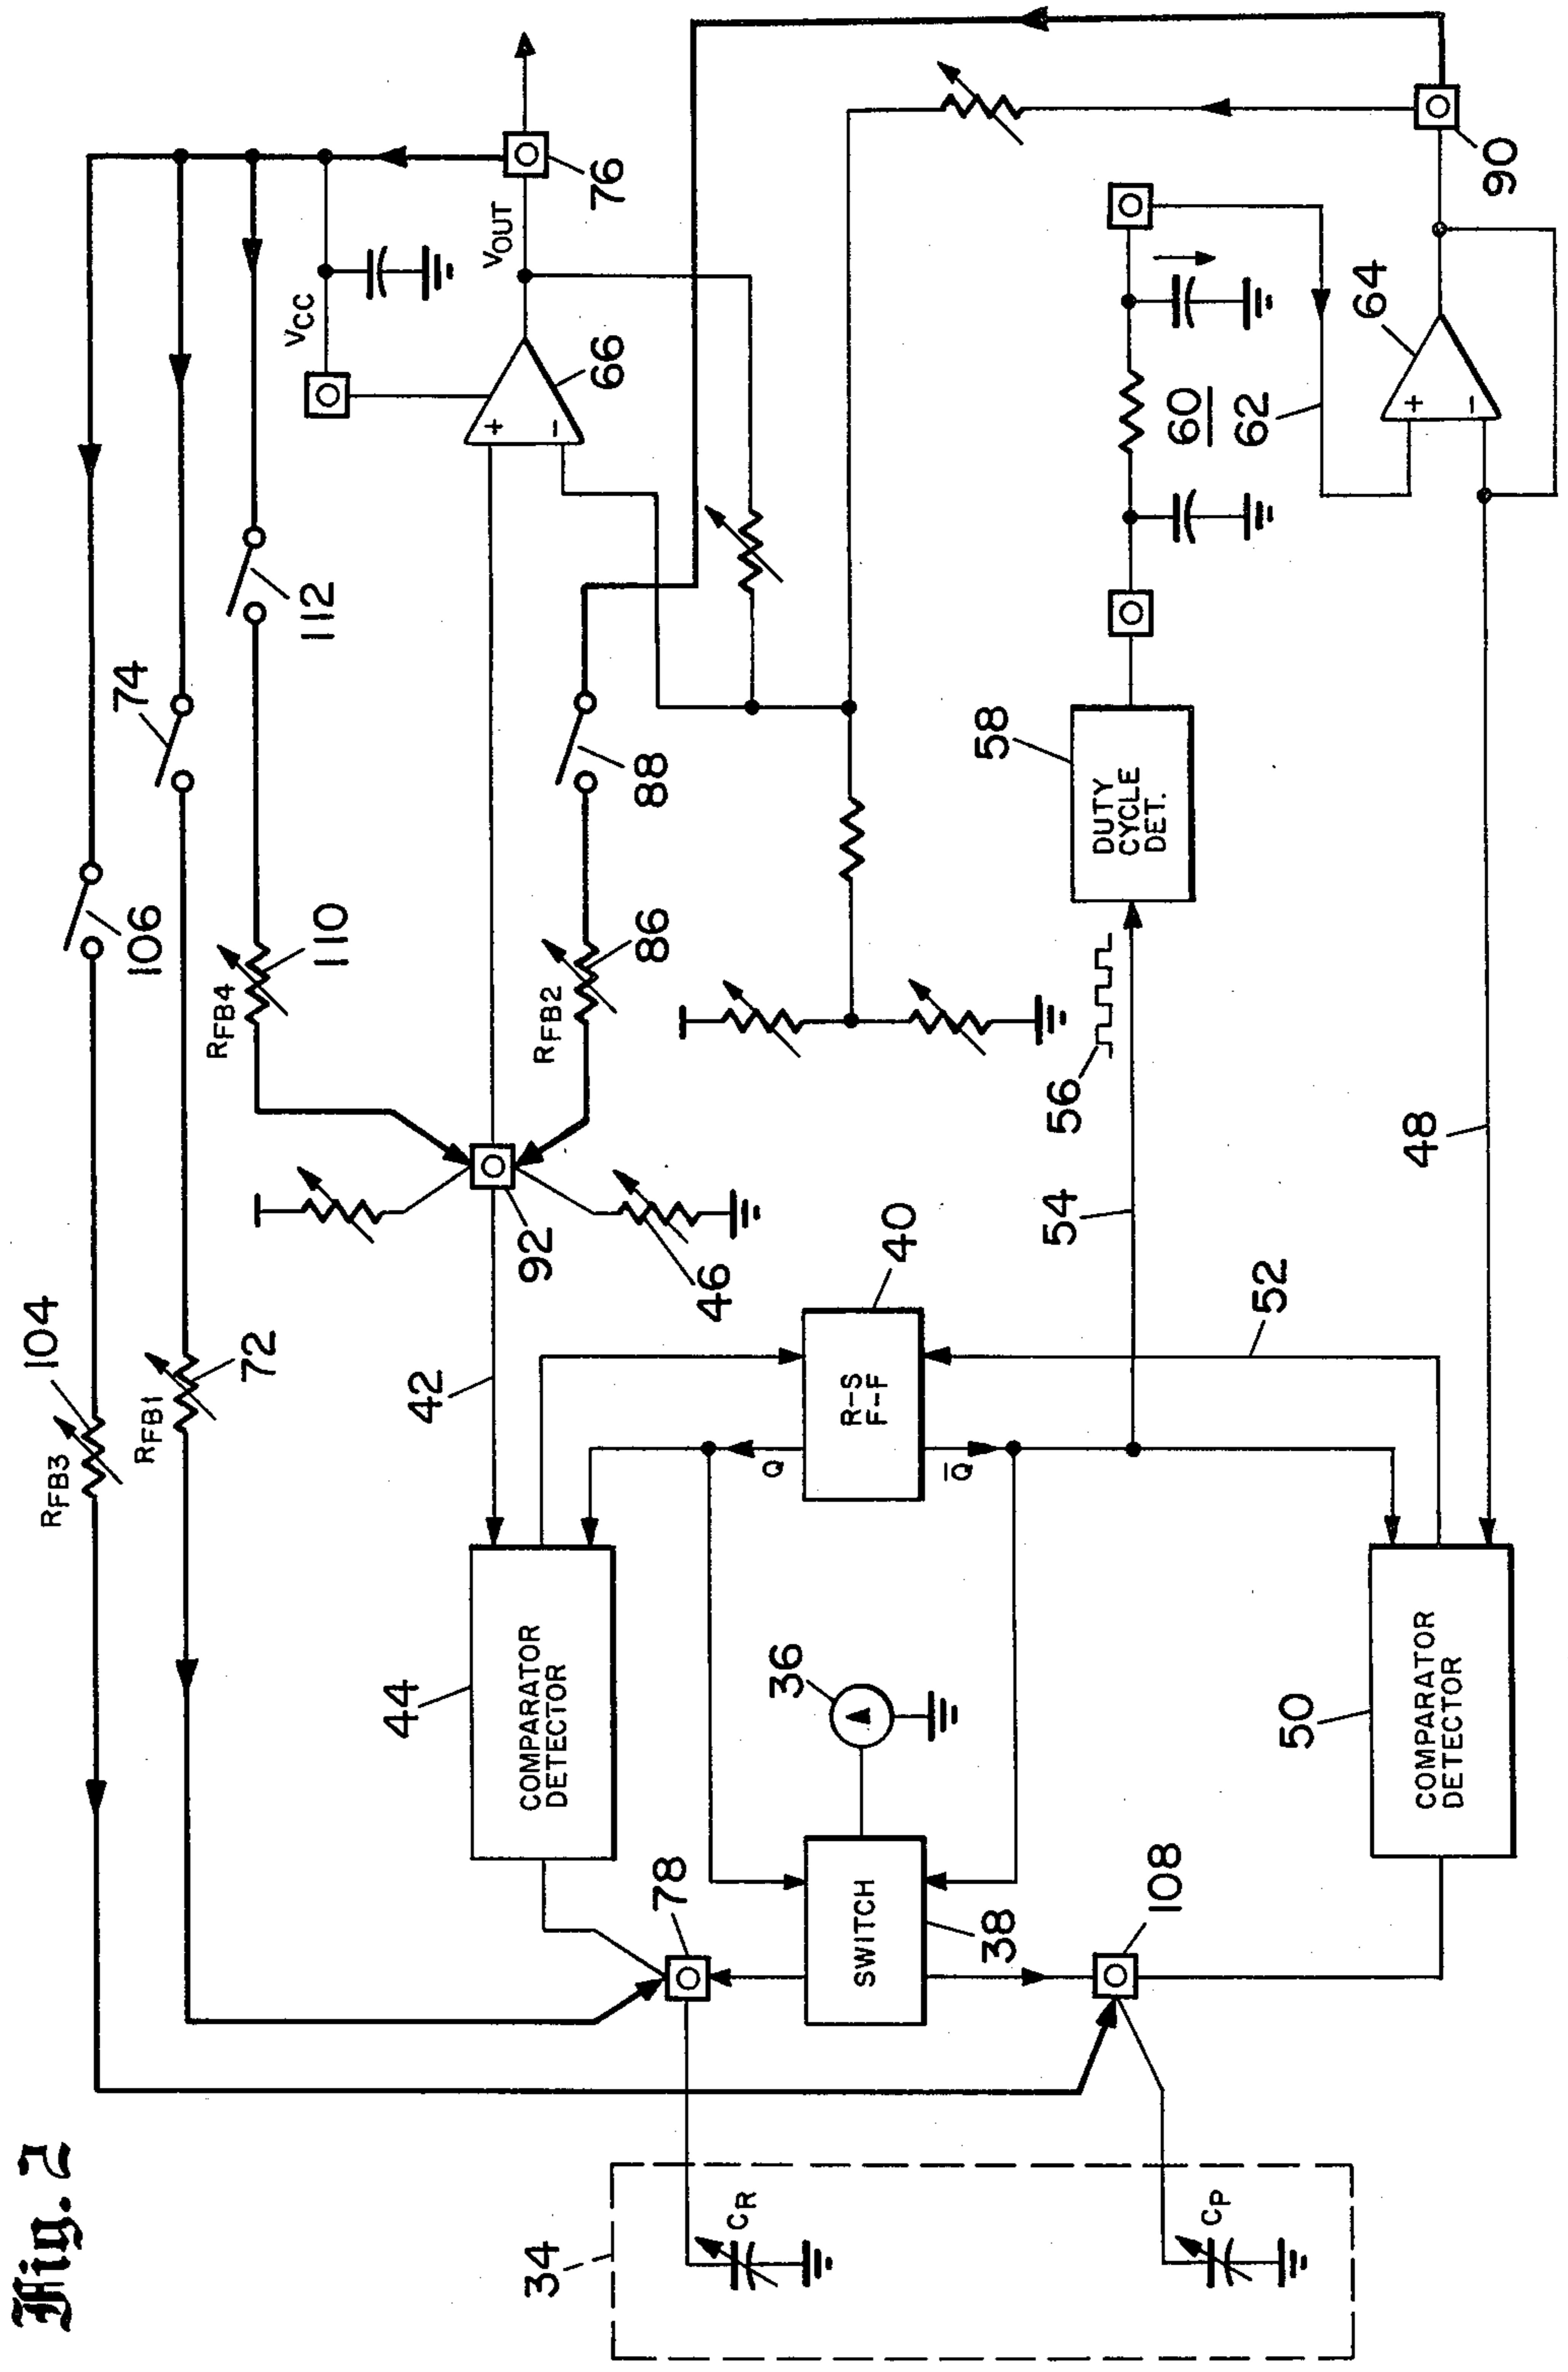 Fig. 2
104
RFB3
106
74
RFB1
72
RFB4
110
112
VCC
VOUT
76
66
+
-
92
46
42
RFB2
86
88
44
COMPARATOR
DETECTOR
78
40
R-S
F-F
Q
Q̅
36
SWITCH
38
108
34
CR
CP
50
COMPARATOR
DETECTOR
52
54
56
58
DUTY
CYCLE
DET.
60
62
64
+
-
90
48